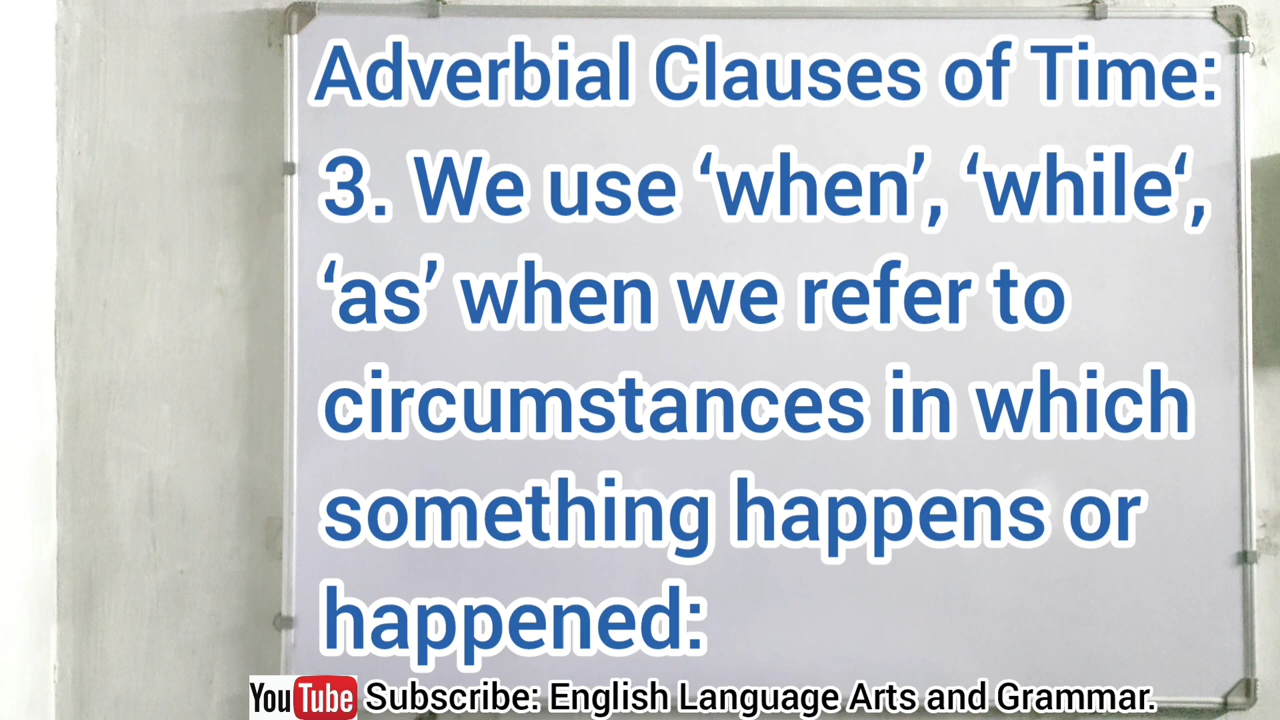 Adverbial Clauses of Time:
3. We use ‘when’, ‘while‘,
‘as’ when we refer to
circumstances in which
something happens or
happened:
YouTube Subscribe: English Language Arts and Grammar.